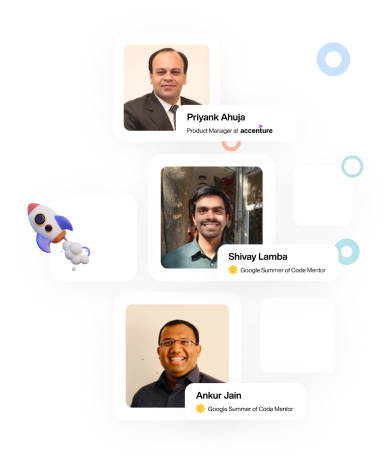 Priyank Ahuja
Product Manager at accenture
Shivay Lamba
Google Summer of Code Mentor
Ankur Jain
Google Summer of Code Mentor